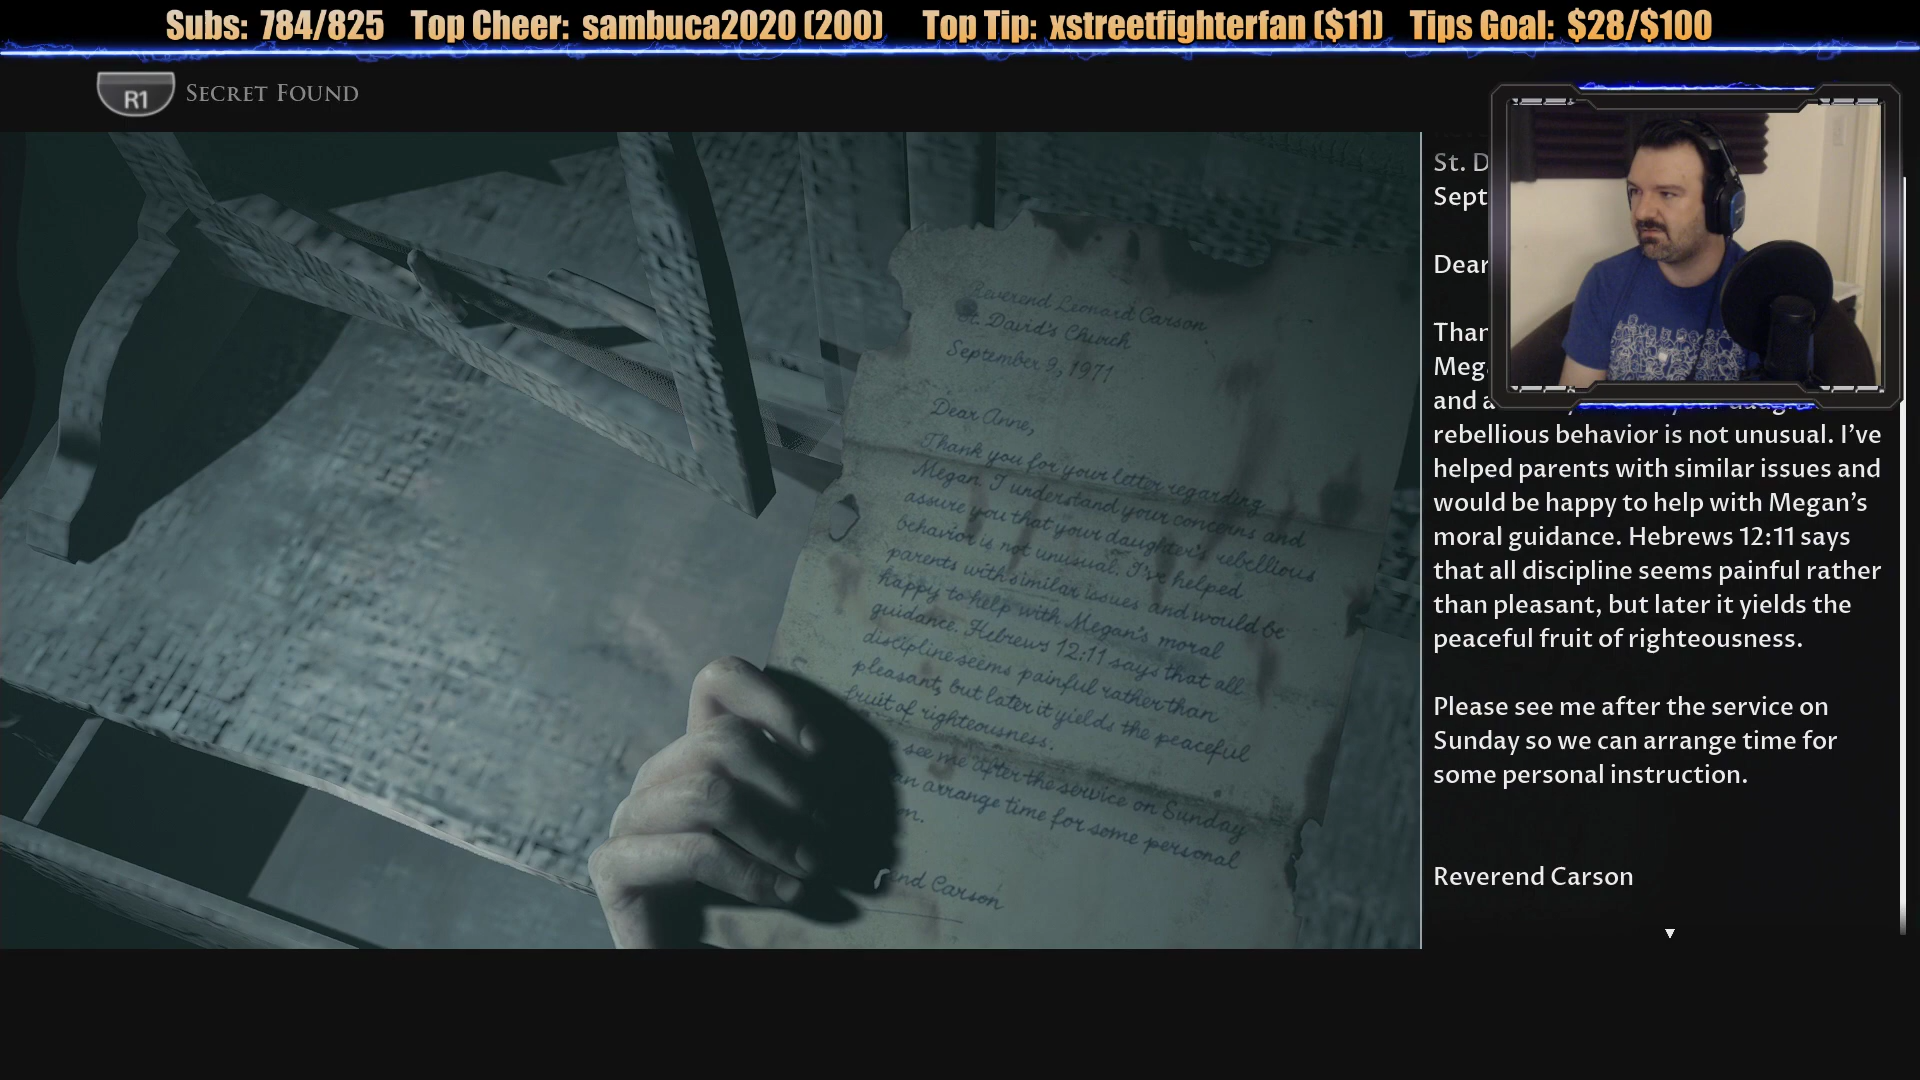 Subs: 784/825 Top Cheer: sambuca2020 (200) Top Tip: xstreetfighterfan ($11) Tips Goal: $28/$100
R1 Secret Found
Reverend Leonard Carson
St. David's Church
September 9, 1971
Dear Anne,
Thank you for your letter regarding
Megan. I understand your concerns and
assure you that your daughter's rebellious
behavior is not unusual. I've helped
parents with similar issues and would be
happy to help with Megan's moral
guidance. Hebrews 12:11 says that all
discipline seems painful rather than
pleasant, but later it yields the peaceful
fruit of righteousness.
see me after the service on Sunday
an arrange time for some personal
on.
end Carson
St. D
Sept
Dear
Than
Meg
and a
rebellious behavior is not unusual. I've
helped parents with similar issues and
would be happy to help with Megan's
moral guidance. Hebrews 12:11 says
that all discipline seems painful rather
than pleasant, but later it yields the
peaceful fruit of righteousness.
Please see me after the service on
Sunday so we can arrange time for
some personal instruction.
Reverend Carson